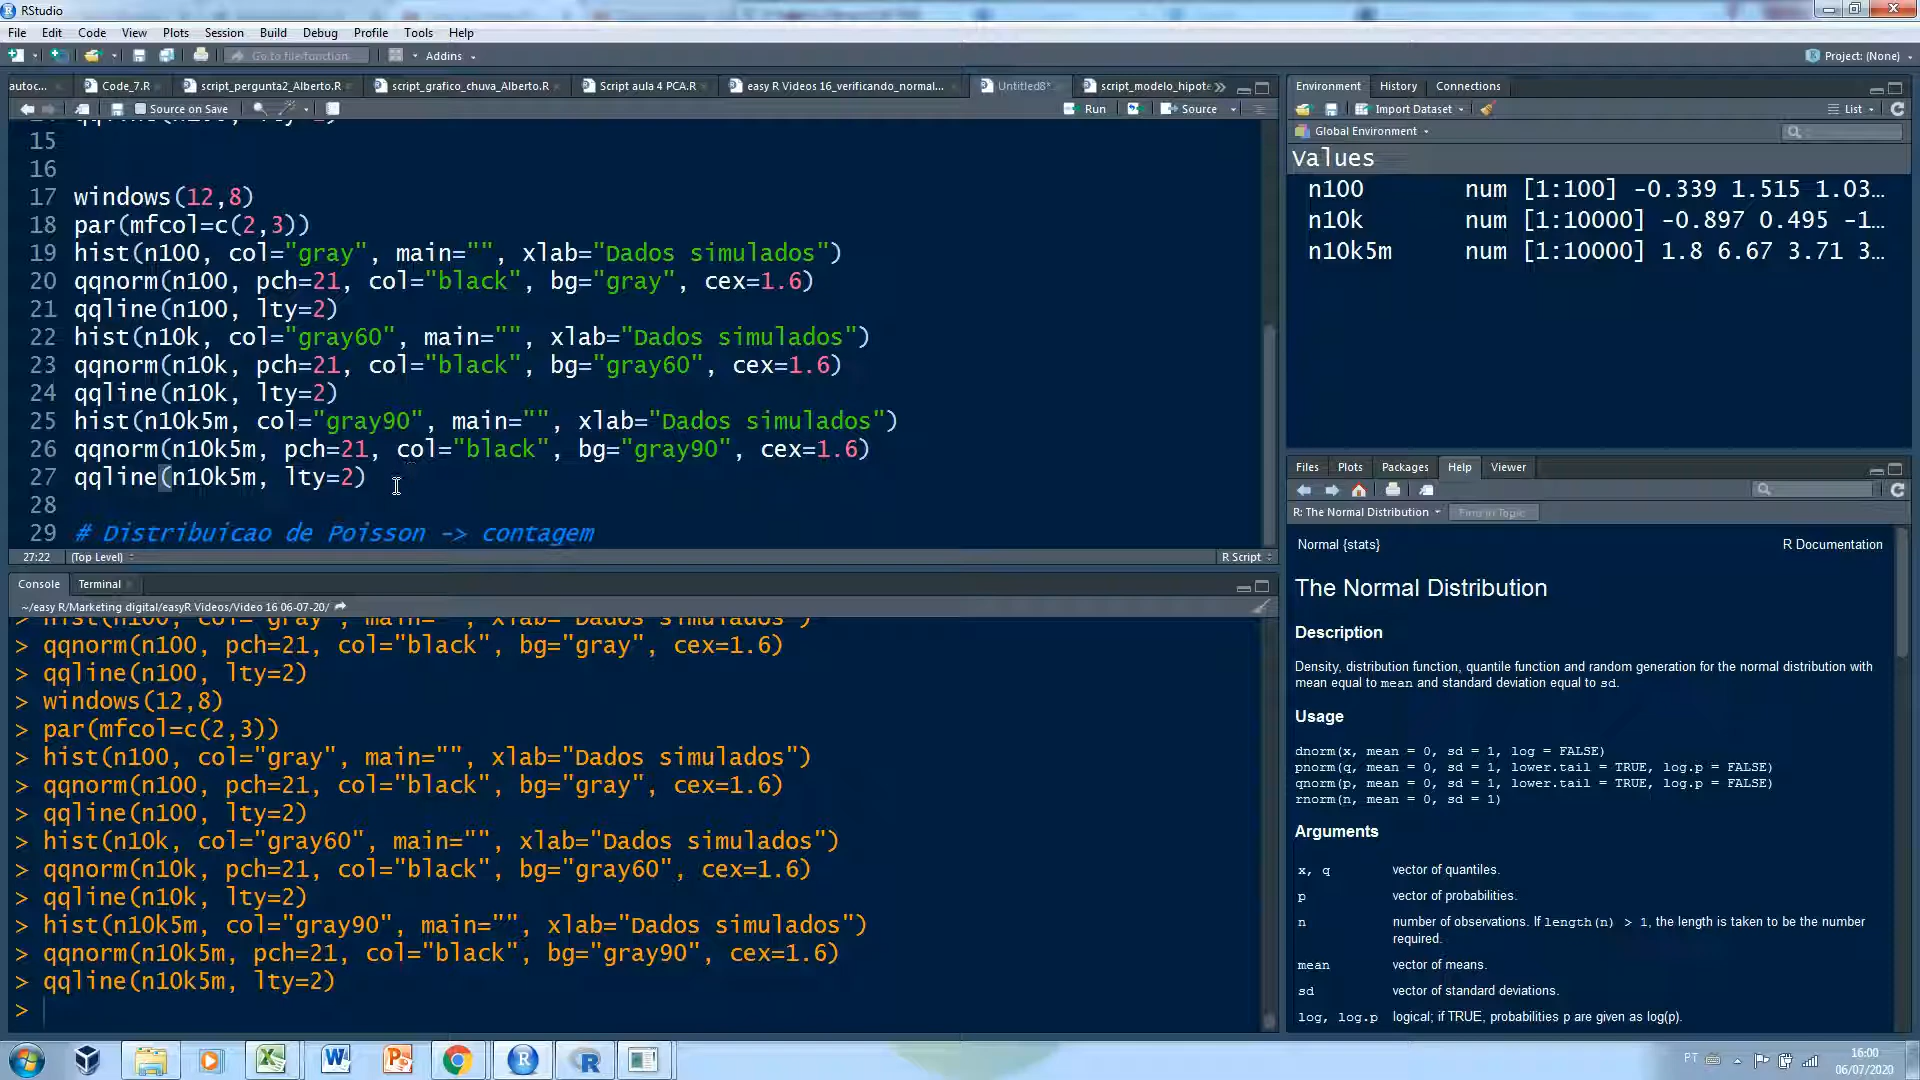 RStudio
File Edit Code View Plots Session Build Debug Profile Tools Help
Go to file/function Addins Project: (None)
autoc... Code_7.R script_pergunta2_Alberto.R script_grafico_chuva_Alberto.R Script aula 4 PCA.R easy R Videos 16_verificando_normal... Untitled8* script_modelo_hipote
Source on Save Run Source
15
16
17 windows(12,8)
18 par(mfcol=c(2,3))
19 hist(n100, col="gray", main="", xlab="Dados simulados")
20 qqnorm(n100, pch=21, col="black", bg="gray", cex=1.6)
21 qqline(n100, lty=2)
22 hist(n10k, col="gray60", main="", xlab="Dados simulados")
23 qqnorm(n10k, pch=21, col="black", bg="gray60", cex=1.6)
24 qqline(n10k, lty=2)
25 hist(n10k5m, col="gray90", main="", xlab="Dados simulados")
26 qqnorm(n10k5m, pch=21, col="black", bg="gray90", cex=1.6)
27 qqline(n10k5m, lty=2)
28
29 # Distribuicao de Poisson -> contagem
27:22 (Top Level) R Script
Console Terminal
~/easy R/Marketing digital/easyR Videos/Video 16 06-07-20/
> hist(n100, col="gray", main="", xlab="Dados simulados")
> qqnorm(n100, pch=21, col="black", bg="gray", cex=1.6)
> qqline(n100, lty=2)
> windows(12,8)
> par(mfcol=c(2,3))
> hist(n100, col="gray", main="", xlab="Dados simulados")
> qqnorm(n100, pch=21, col="black", bg="gray", cex=1.6)
> qqline(n100, lty=2)
> hist(n10k, col="gray60", main="", xlab="Dados simulados")
> qqnorm(n10k, pch=21, col="black", bg="gray60", cex=1.6)
> qqline(n10k, lty=2)
> hist(n10k5m, col="gray90", main="", xlab="Dados simulados")
> qqnorm(n10k5m, pch=21, col="black", bg="gray90", cex=1.6)
> qqline(n10k5m, lty=2)
>
Environment History Connections
Import Dataset List
Global Environment
Values
n100 num [1:100] -0.339 1.515 1.03...
n10k num [1:10000] -0.897 0.495 -1...
n10k5m num [1:10000] 1.8 6.67 3.71 3...
Files Plots Packages Help Viewer
R: The Normal Distribution Find in Topic
Normal {stats} R Documentation
The Normal Distribution
Description
Density, distribution function, quantile function and random generation for the normal distribution with
mean equal to mean and standard deviation equal to sd.
Usage
dnorm(x, mean = 0, sd = 1, log = FALSE)
pnorm(q, mean = 0, sd = 1, lower.tail = TRUE, log.p = FALSE)
qnorm(p, mean = 0, sd = 1, lower.tail = TRUE, log.p = FALSE)
rnorm(n, mean = 0, sd = 1)
Arguments
x, q vector of quantiles.
p vector of probabilities.
n number of observations. If length(n) > 1, the length is taken to be the number
required.
mean vector of means.
sd vector of standard deviations.
log, log.p logical; if TRUE, probabilities p are given as log(p).
PT 16:00
06/07/2020